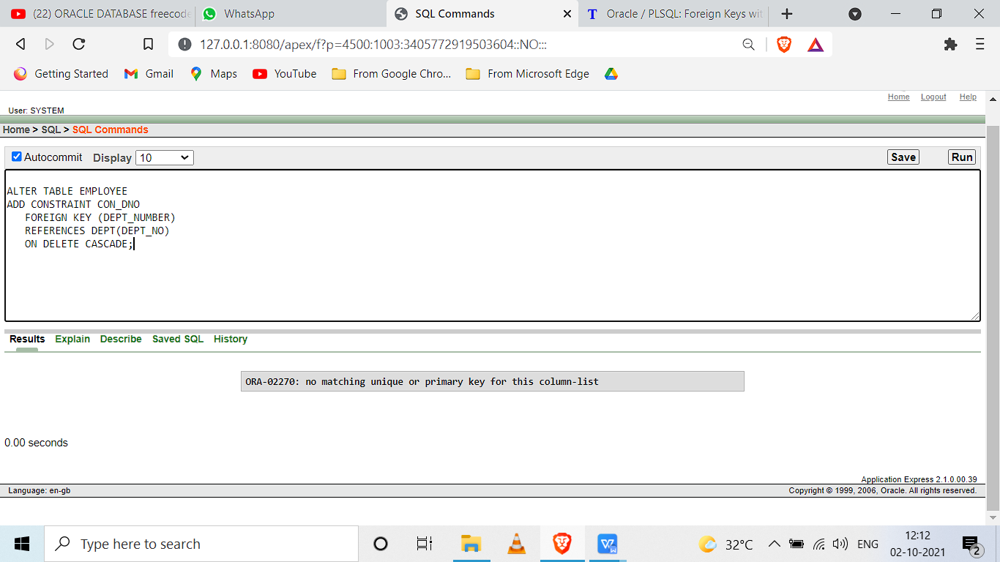 (22) ORACLE DATABASE freecode
WhatsApp
SQL Commands
Oracle / PLSQL: Foreign Keys wit
127.0.0.1:8080/apex/f?p=4500:1003:3405772919503604::NO:::
Getting Started
Gmail
Maps
YouTube
From Google Chro...
From Microsoft Edge
Home Logout Help
User: SYSTEM
Home > SQL > SQL Commands
Autocommit Display 10 Save Run
ALTER TABLE EMPLOYEE
ADD CONSTRAINT CON_DNO
FOREIGN KEY (DEPT_NUMBER)
REFERENCES DEPT(DEPT_NO)
ON DELETE CASCADE;
Results Explain Describe Saved SQL History
ORA-02270: no matching unique or primary key for this column-list
0.00 seconds
Application Express 2.1.0.00.39
Language: en-gb Copyright © 1999, 2006, Oracle. All rights reserved.
Type here to search
32°C
ENG
12:12
02-10-2021
2